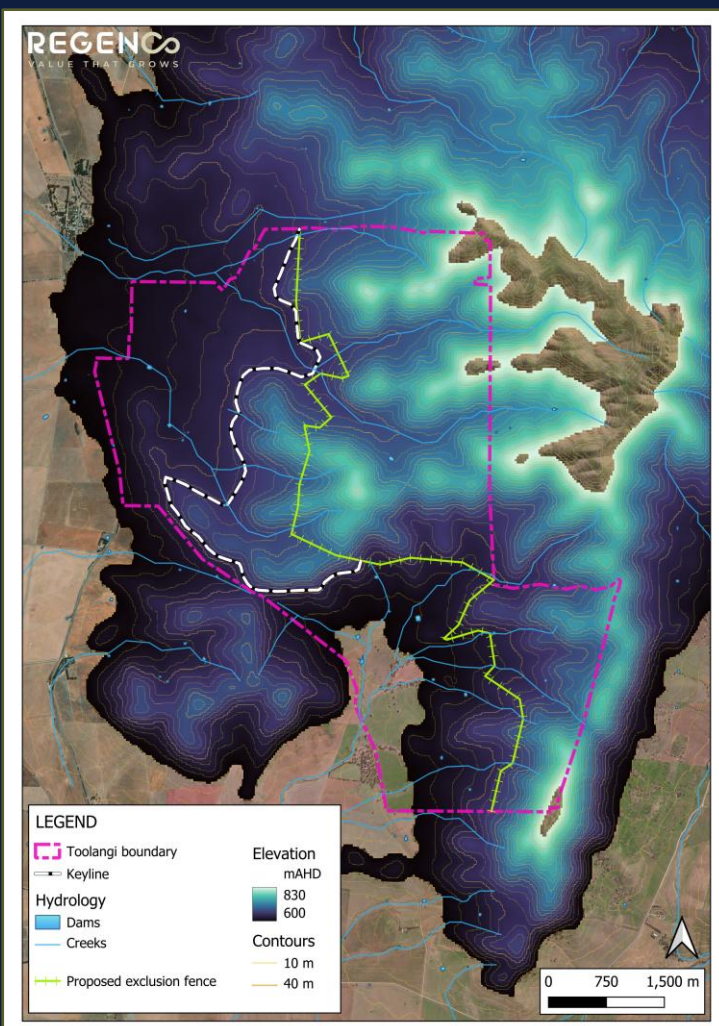 REGENCO
VALUE THAT GROWS
LEGEND
Toolangi boundary
Keyline
Hydrology
Dams
Creeks
Proposed exclusion fence
Elevation
mAHD
830
600
Contours
10 m
40 m
0 750 1,500 m